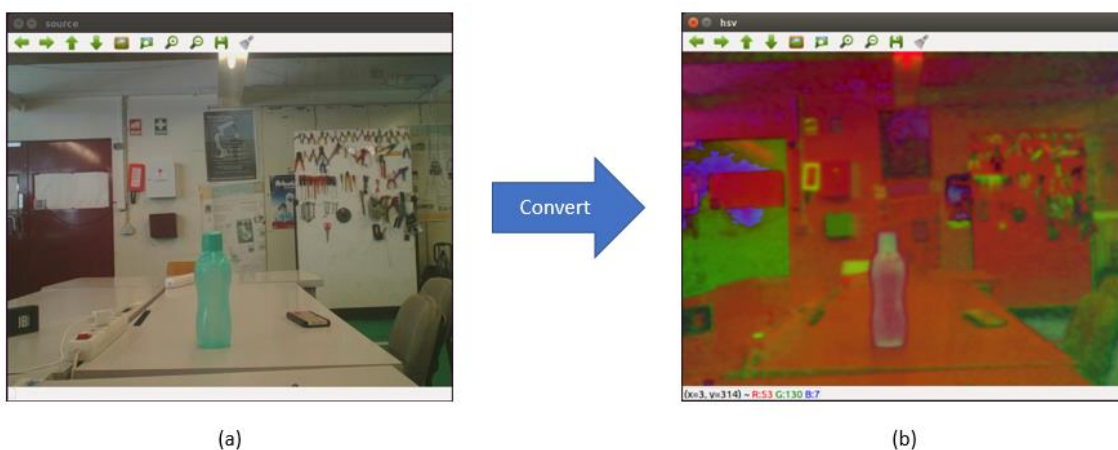 source
hsv
Convert
(x=3, y=314) ~ R:53 G:130 B:7
(a)
(b)